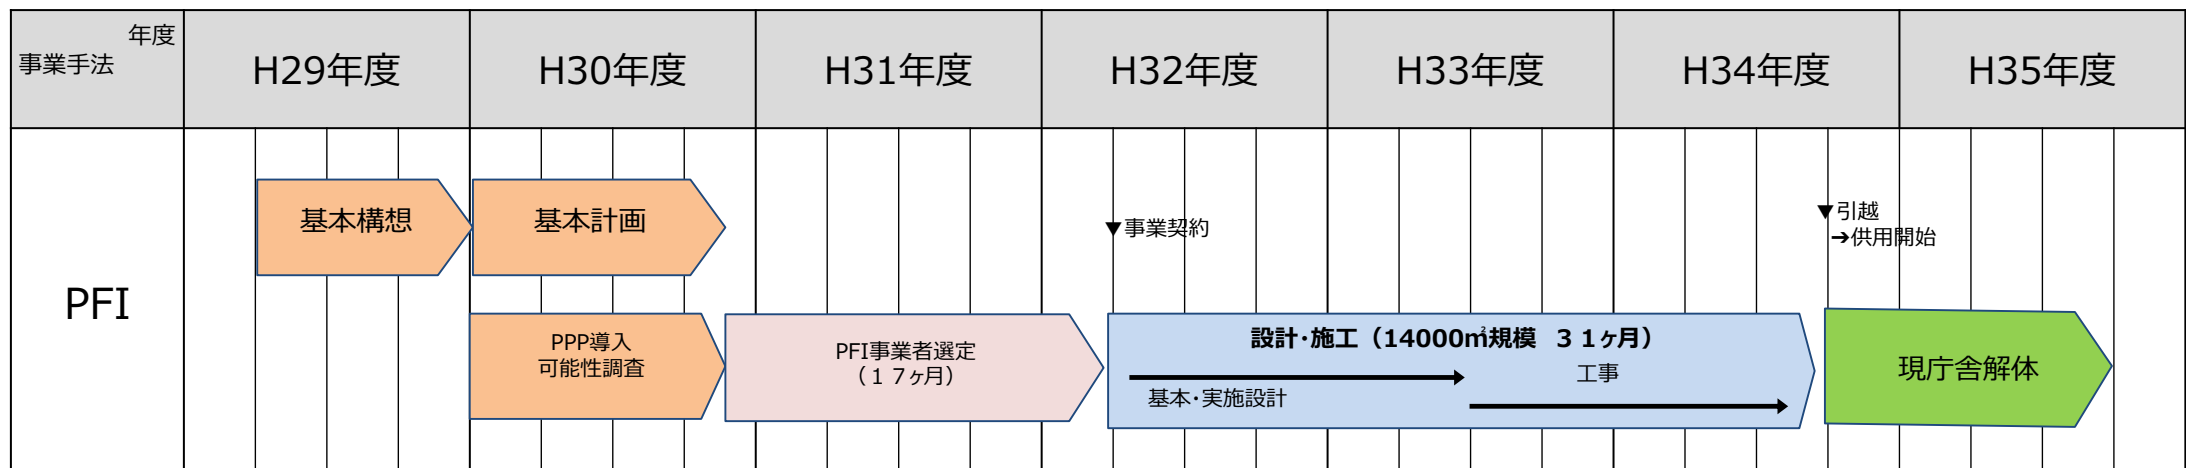 年度
事業手法
H29年度
H30年度
H31年度
H32年度
H33年度
H34年度
H35年度
PFI
基本構想
基本計画
▼事業契約
▼引越
➔供用開始
PPP導入
可能性調査
PFI事業者選定
（１７ヶ月）
設計・施工（14000㎡規模　３１ヶ月）
基本・実施設計
工事
現庁舎解体